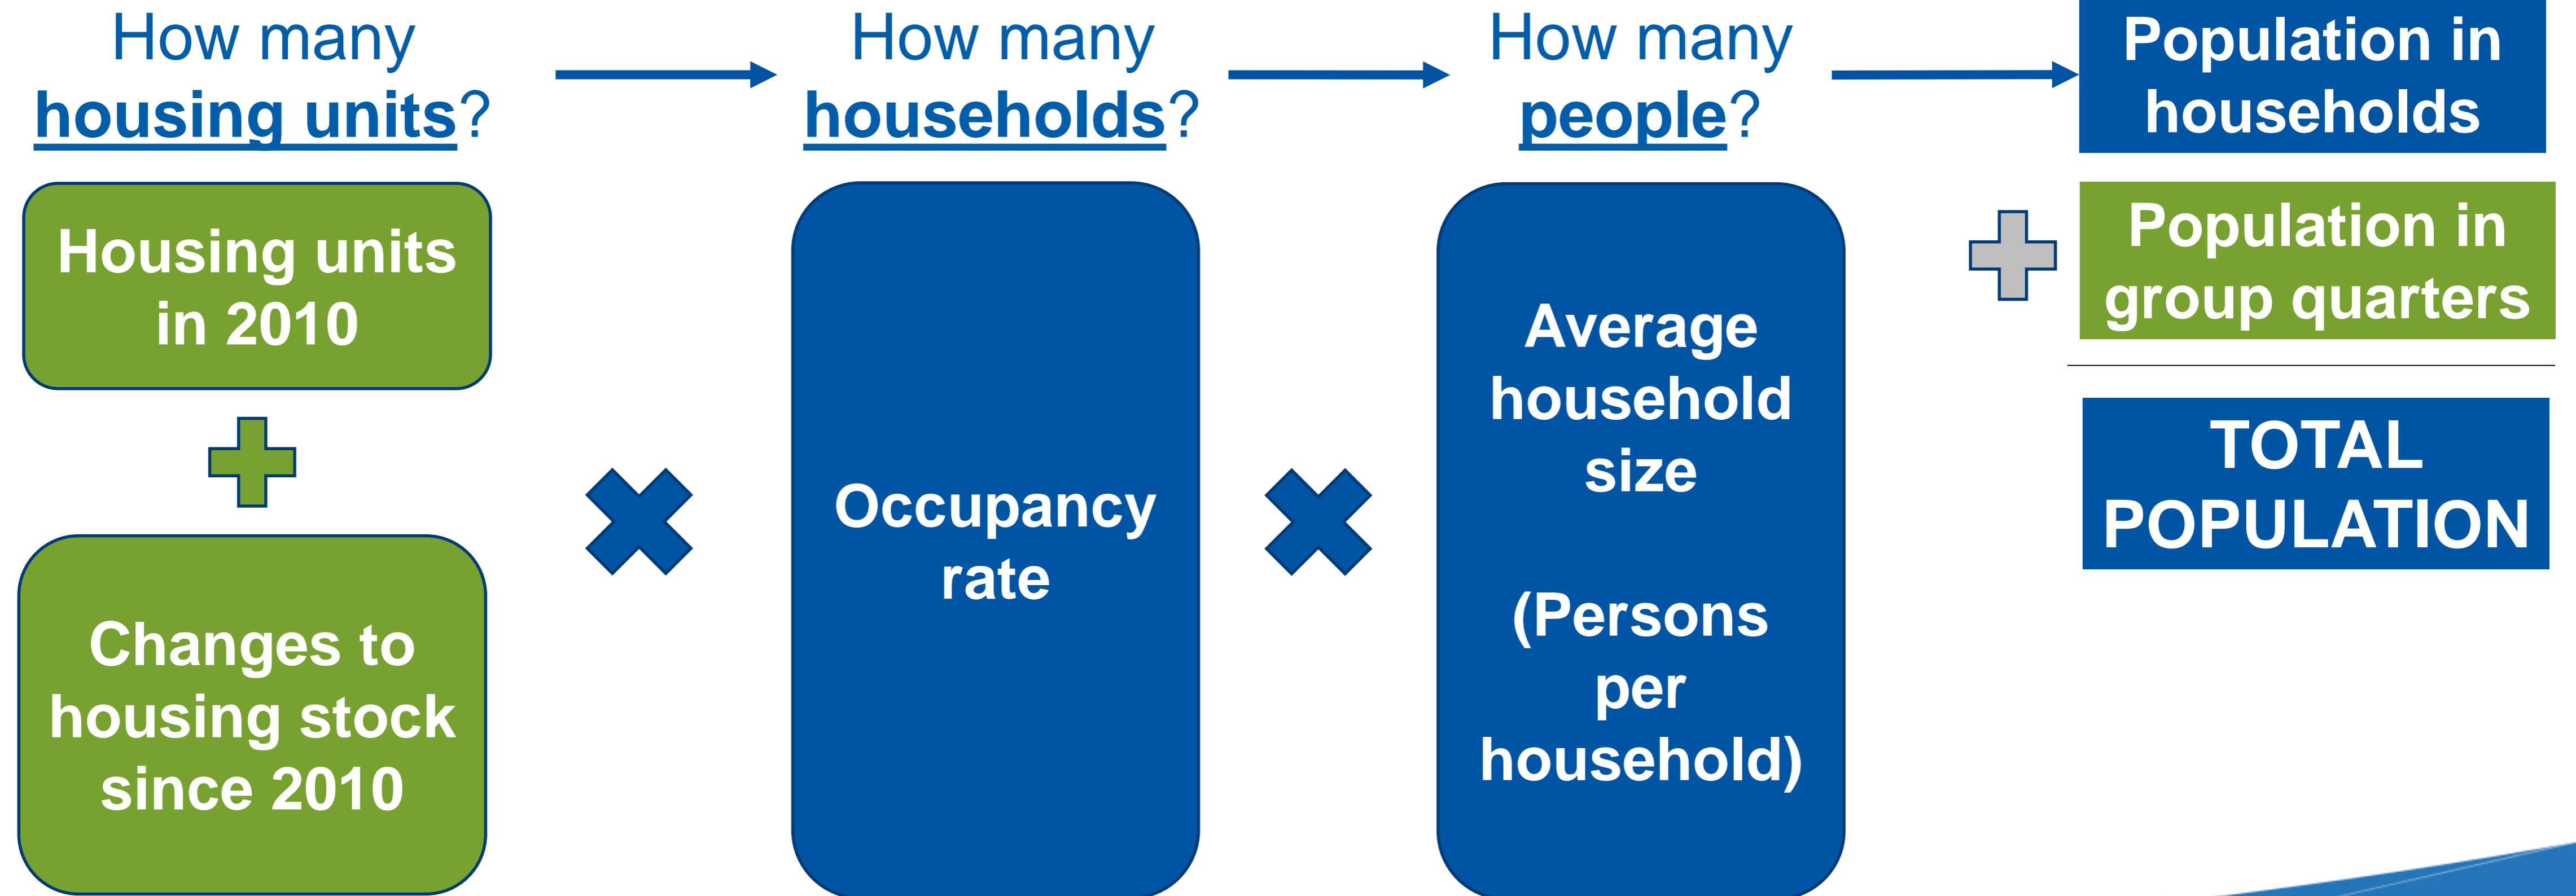 How many
housing units?
How many
households?
How many
people?
Population in
households
Housing units
in 2010
Changes to
housing stock
since 2010
Occupancy
rate
Average
household
size
(Persons
per
household)
Population in
group quarters
TOTAL
POPULATION